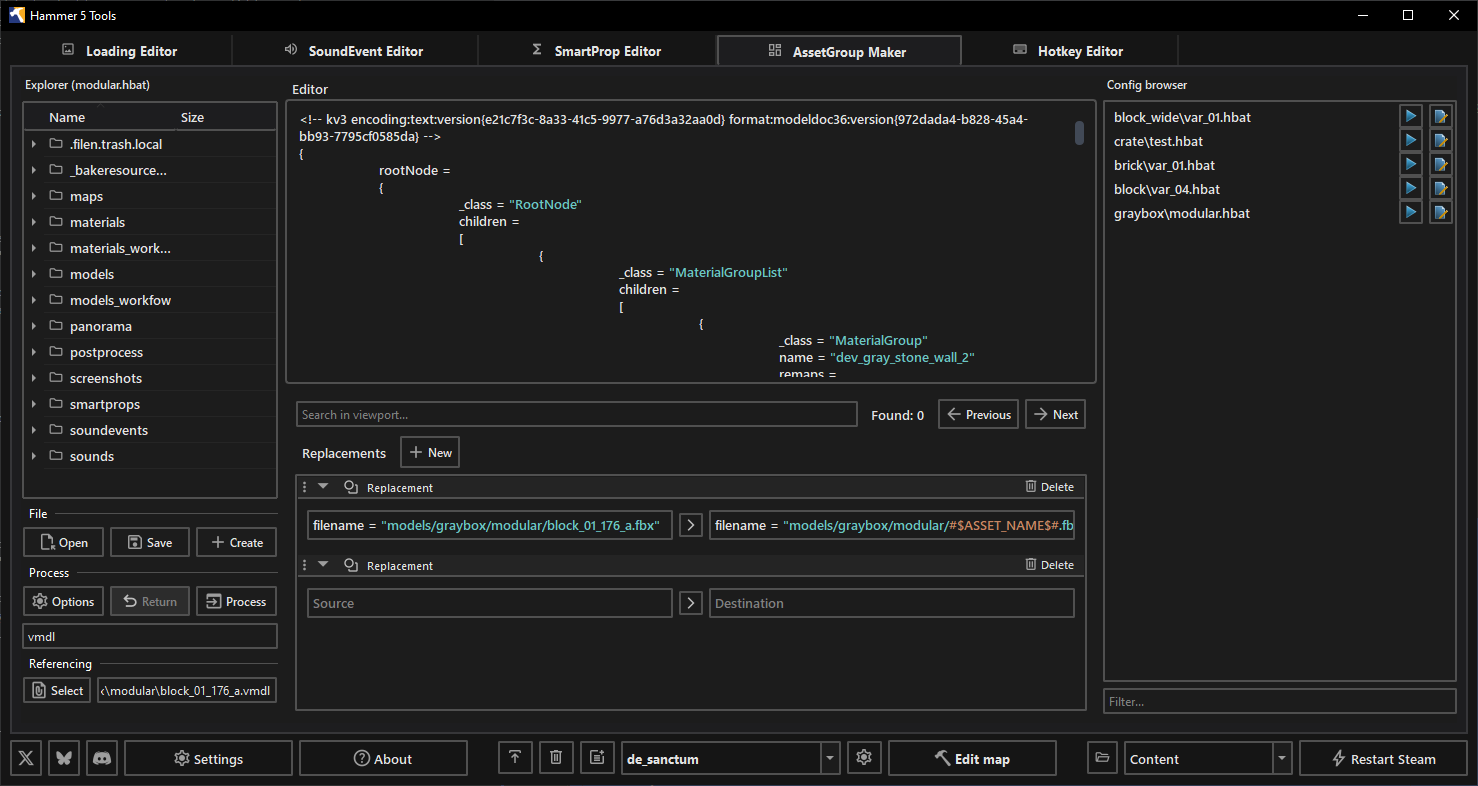 Hammer 5 Tools
Loading Editor
SoundEvent Editor
SmartProp Editor
AssetGroup Maker
Hotkey Editor
Explorer (modular.hbat)
Name Size
.filen.trash.local
_bakeresource...
maps
materials
materials_work...
models
models_workfow
panorama
postprocess
screenshots
smartprops
soundevents
sounds
File
Open Save Create
Process
Options Return Process
vmdl
Referencing
Select
\modular\block_01_176_a.vmdl
Editor
<!-- kv3 encoding:text:version{e21c7f3c-8a33-41c5-9977-a76d3a32aa0d} format:modeldoc36:version{972dada4-b828-45a4-
bb93-7795cf0585da} -->
{
rootNode =
{
_class = "RootNode"
children =
[
{
_class = "MaterialGroupList"
children =
[
{
_class = "MaterialGroup"
name = "dev_gray_stone_wall_2"
remaps =
Search in viewport...
Found: 0
Previous
Next
Replacements
New
Replacement
Delete
filename = "models/graybox/modular/block_01_176_a.fbx"
filename = "models/graybox/modular/#$ASSET_NAME$#.fb
Replacement
Delete
Source
Destination
Config browser
block_wide\var_01.hbat
crate\test.hbat
brick\var_01.hbat
block\var_04.hbat
graybox\modular.hbat
Filter...
Settings
About
de_sanctum
Edit map
Content
Restart Steam